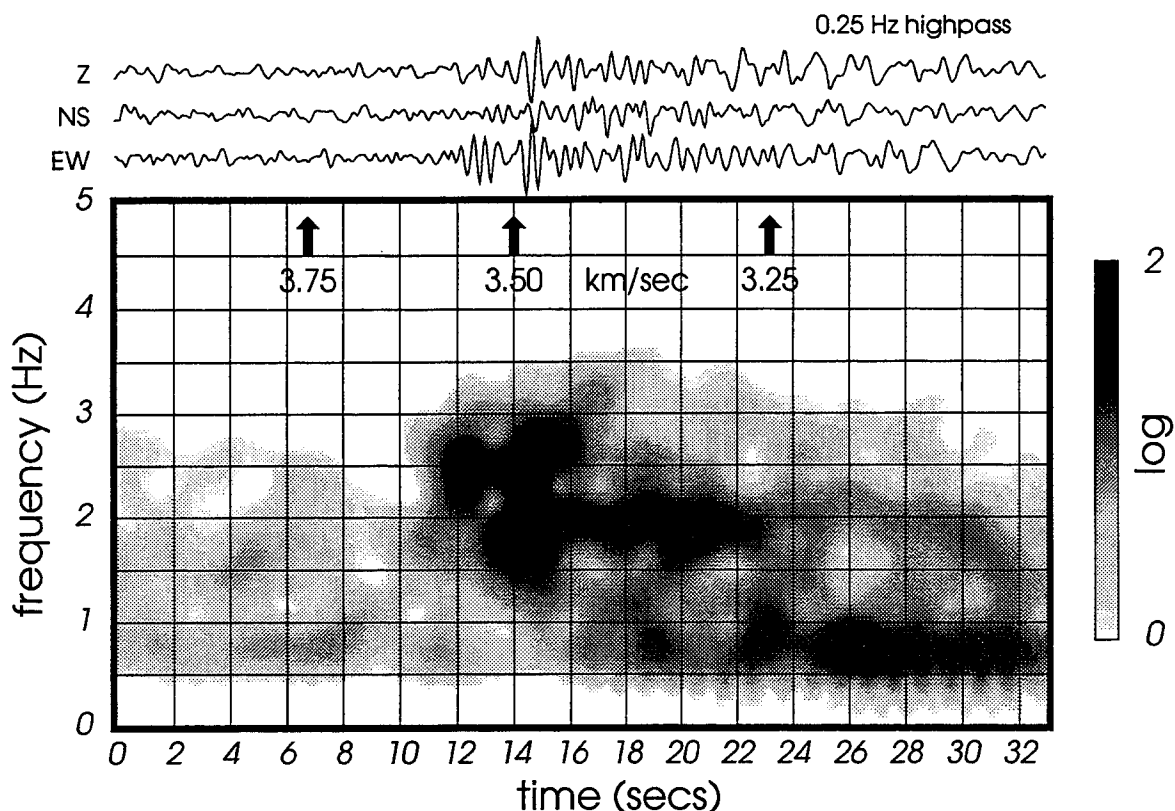 0.25 Hz highpass
Z
NS
EW
5
4
3
2
1
0
frequency (Hz)
3.75 3.50 km/sec 3.25
0 2 4 6 8 10 12 14 16 18 20 22 24 26 28 30 32
time (secs)
2
log
0